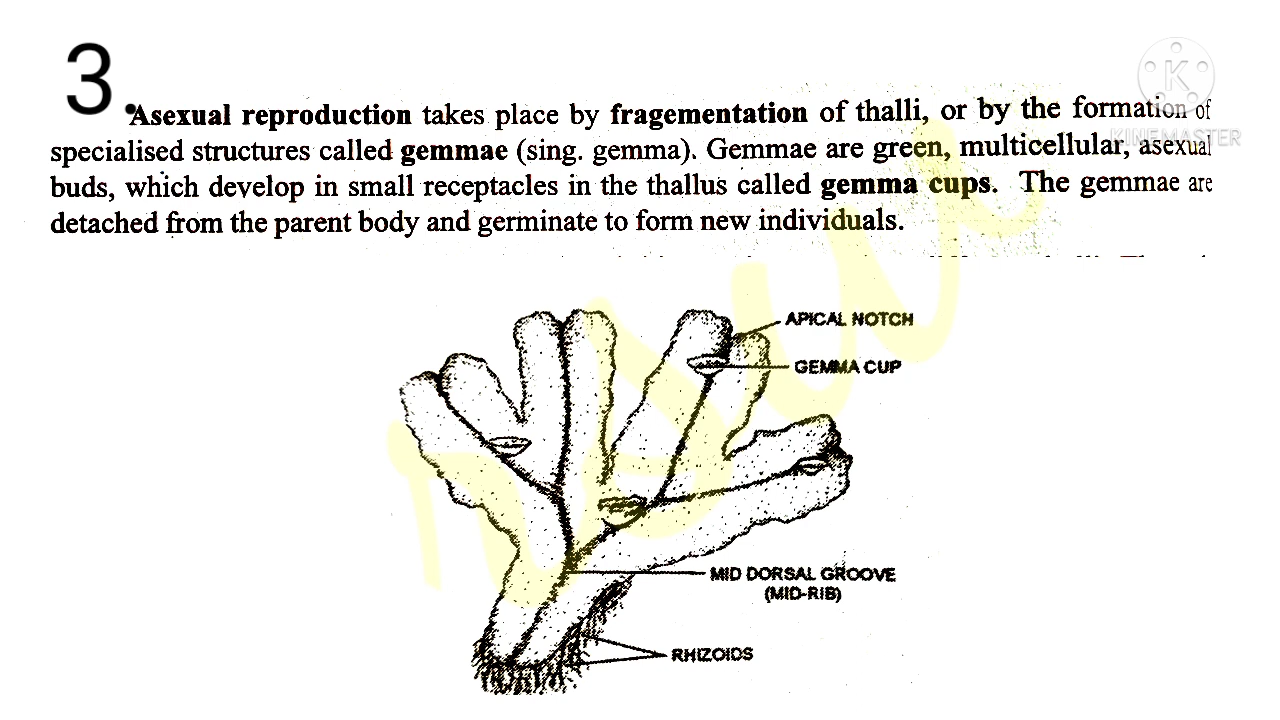 3.
Asexual reproduction takes place by fragementation of thalli, or by the formation of
specialised structures called gemmae (sing. gemma). Gemmae are green, multicellular, asexual
buds, which develop in small receptacles in the thallus called gemma cups. The gemmae are
detached from the parent body and germinate to form new individuals.
K
KINEMASTER
APICAL NOTCH
GEMMA CUP
MID DORSAL GROOVE
(MID-RIB)
RHIZOIDS